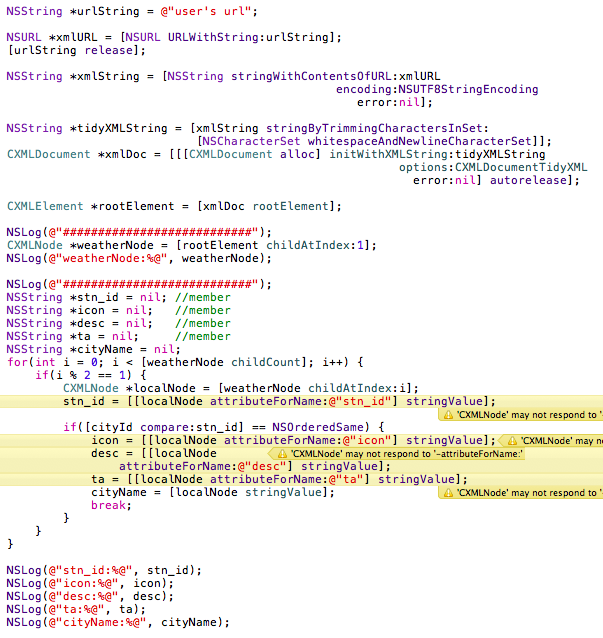 NSString *urlString = @"user's url";
NSURL *xmlURL = [NSURL URLWithString:urlString];
[urlString release];
NSString *xmlString = [NSString stringWithContentsOfURL:xmlURL
encoding:NSUTF8StringEncoding
error:nil];
NSString *tidyXMLString = [xmlString stringByTrimmingCharactersInSet:
[NSCharacterSet whitespaceAndNewlineCharacterSet]];
CXMLDocument *xmlDoc = [[[CXMLDocument alloc] initWithXMLString:tidyXMLString
options:CXMLDocumentTidyXML
error:nil] autorelease];
CXMLElement *rootElement = [xmlDoc rootElement];
NSLog(@"###########################");
CXMLNode *weatherNode = [rootElement childAtIndex:1];
NSLog(@"weatherNode:%@", weatherNode);
NSLog(@"###########################");
NSString *stn_id = nil; //member
NSString *icon = nil; //member
NSString *desc = nil; //member
NSString *ta = nil; //member
NSString *cityName = nil;
for(int i = 0; i < [weatherNode childCount]; i++) {
if(i % 2 == 1) {
CXMLNode *localNode = [weatherNode childAtIndex:i];
stn_id = [[localNode attributeForName:@"stn_id"] stringValue];
'CXMLNode' may not respond to '-
if([cityId compare:stn_id] == NSOrderedSame) {
icon = [[localNode attributeForName:@"icon"] stringValue]; 'CXMLNode' may no
desc = [[localNode 'CXMLNode' may not respond to '-attributeForName:'
attributeForName:@"desc"] stringValue];
ta = [[localNode attributeForName:@"ta"] stringValue];
cityName = [localNode stringValue]; 'CXMLNode' may not respond to '-
break;
}
}
}
NSLog(@"stn_id:%@", stn_id);
NSLog(@"icon:%@", icon);
NSLog(@"desc:%@", desc);
NSLog(@"ta:%@", ta);
NSLog(@"cityName:%@", cityName);